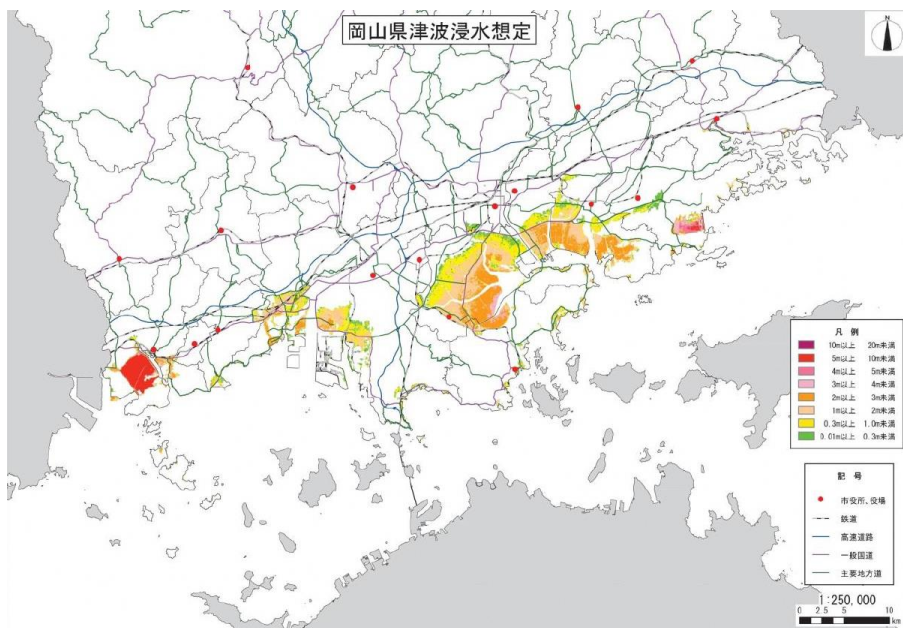 岡山県津波浸水想定
N
凡 例
10m以上 20m未満
5m以上 10m未満
4m以上 5m未満
3m以上 4m未満
2m以上 3m未満
1m以上 2m未満
0.3m以上 1.0m未満
0.01m以上 0.3m未満
記 号
市役所、役場
鉄道
高速道路
一般国道
主要地方道
1:250,000
0 2.5 5 10
km